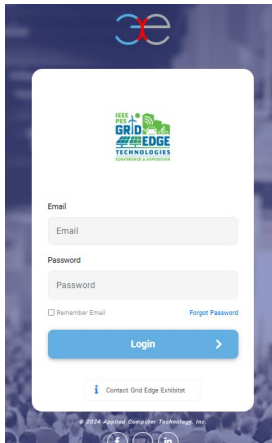 IEEE
PES
GRID
EDGE
TECHNOLOGIES
CONFERENCE & EXPOSITION
Email
Email
Password
Password
Remember Email
Forgot Password
Login
Contact Grid Edge Exhibitat
© 2024 Applied Computer Technology, Inc.